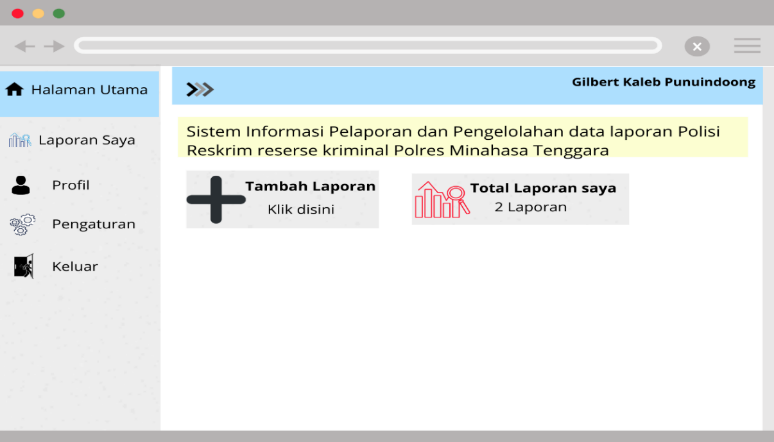 Halaman Utama
Gilbert Kaleb Punuindoong
Laporan Saya
Profil
Pengaturan
Keluar
Sistem Informasi Pelaporan dan Pengelolahan data laporan Polisi
Reskrim reserse kriminal Polres Minahasa Tenggara
Tambah Laporan
Klik disini
Total Laporan saya
2 Laporan